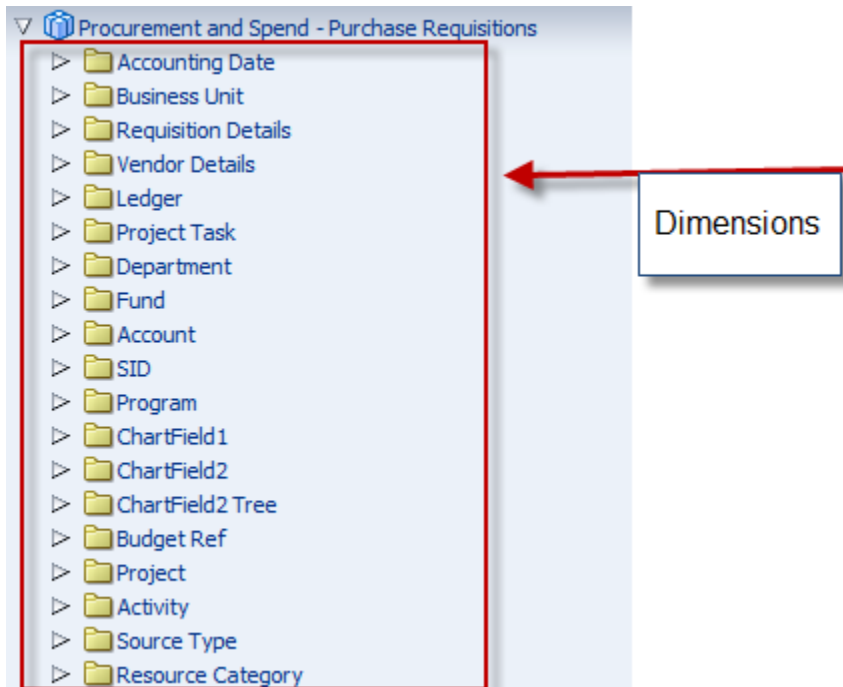 Procurement and Spend - Purchase Requisitions
Accounting Date
Business Unit
Requisition Details
Vendor Details
Ledger
Project Task
Department
Fund
Account
SID
Program
ChartField1
ChartField2
ChartField2 Tree
Budget Ref
Project
Activity
Source Type
Resource Category
Dimensions